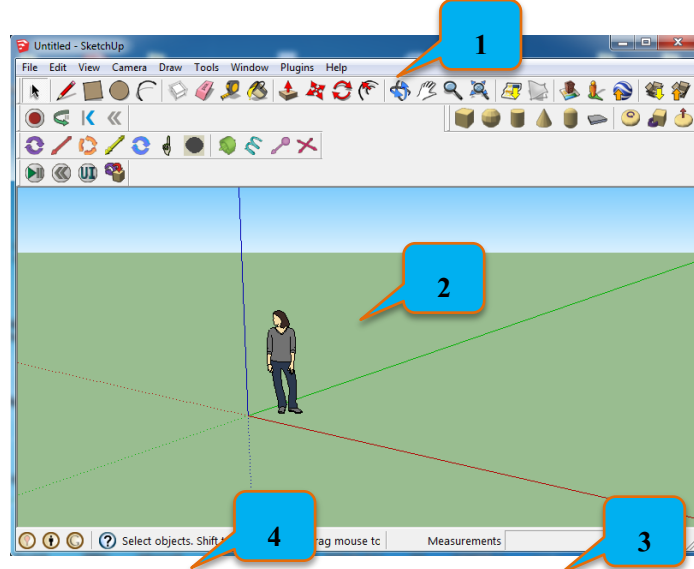 1
Untitled - SketchUp
File Edit View Camera Draw Tools Window Plugins Help
UI
2
Select objects. Shift rag mouse tc Measurements
4
3